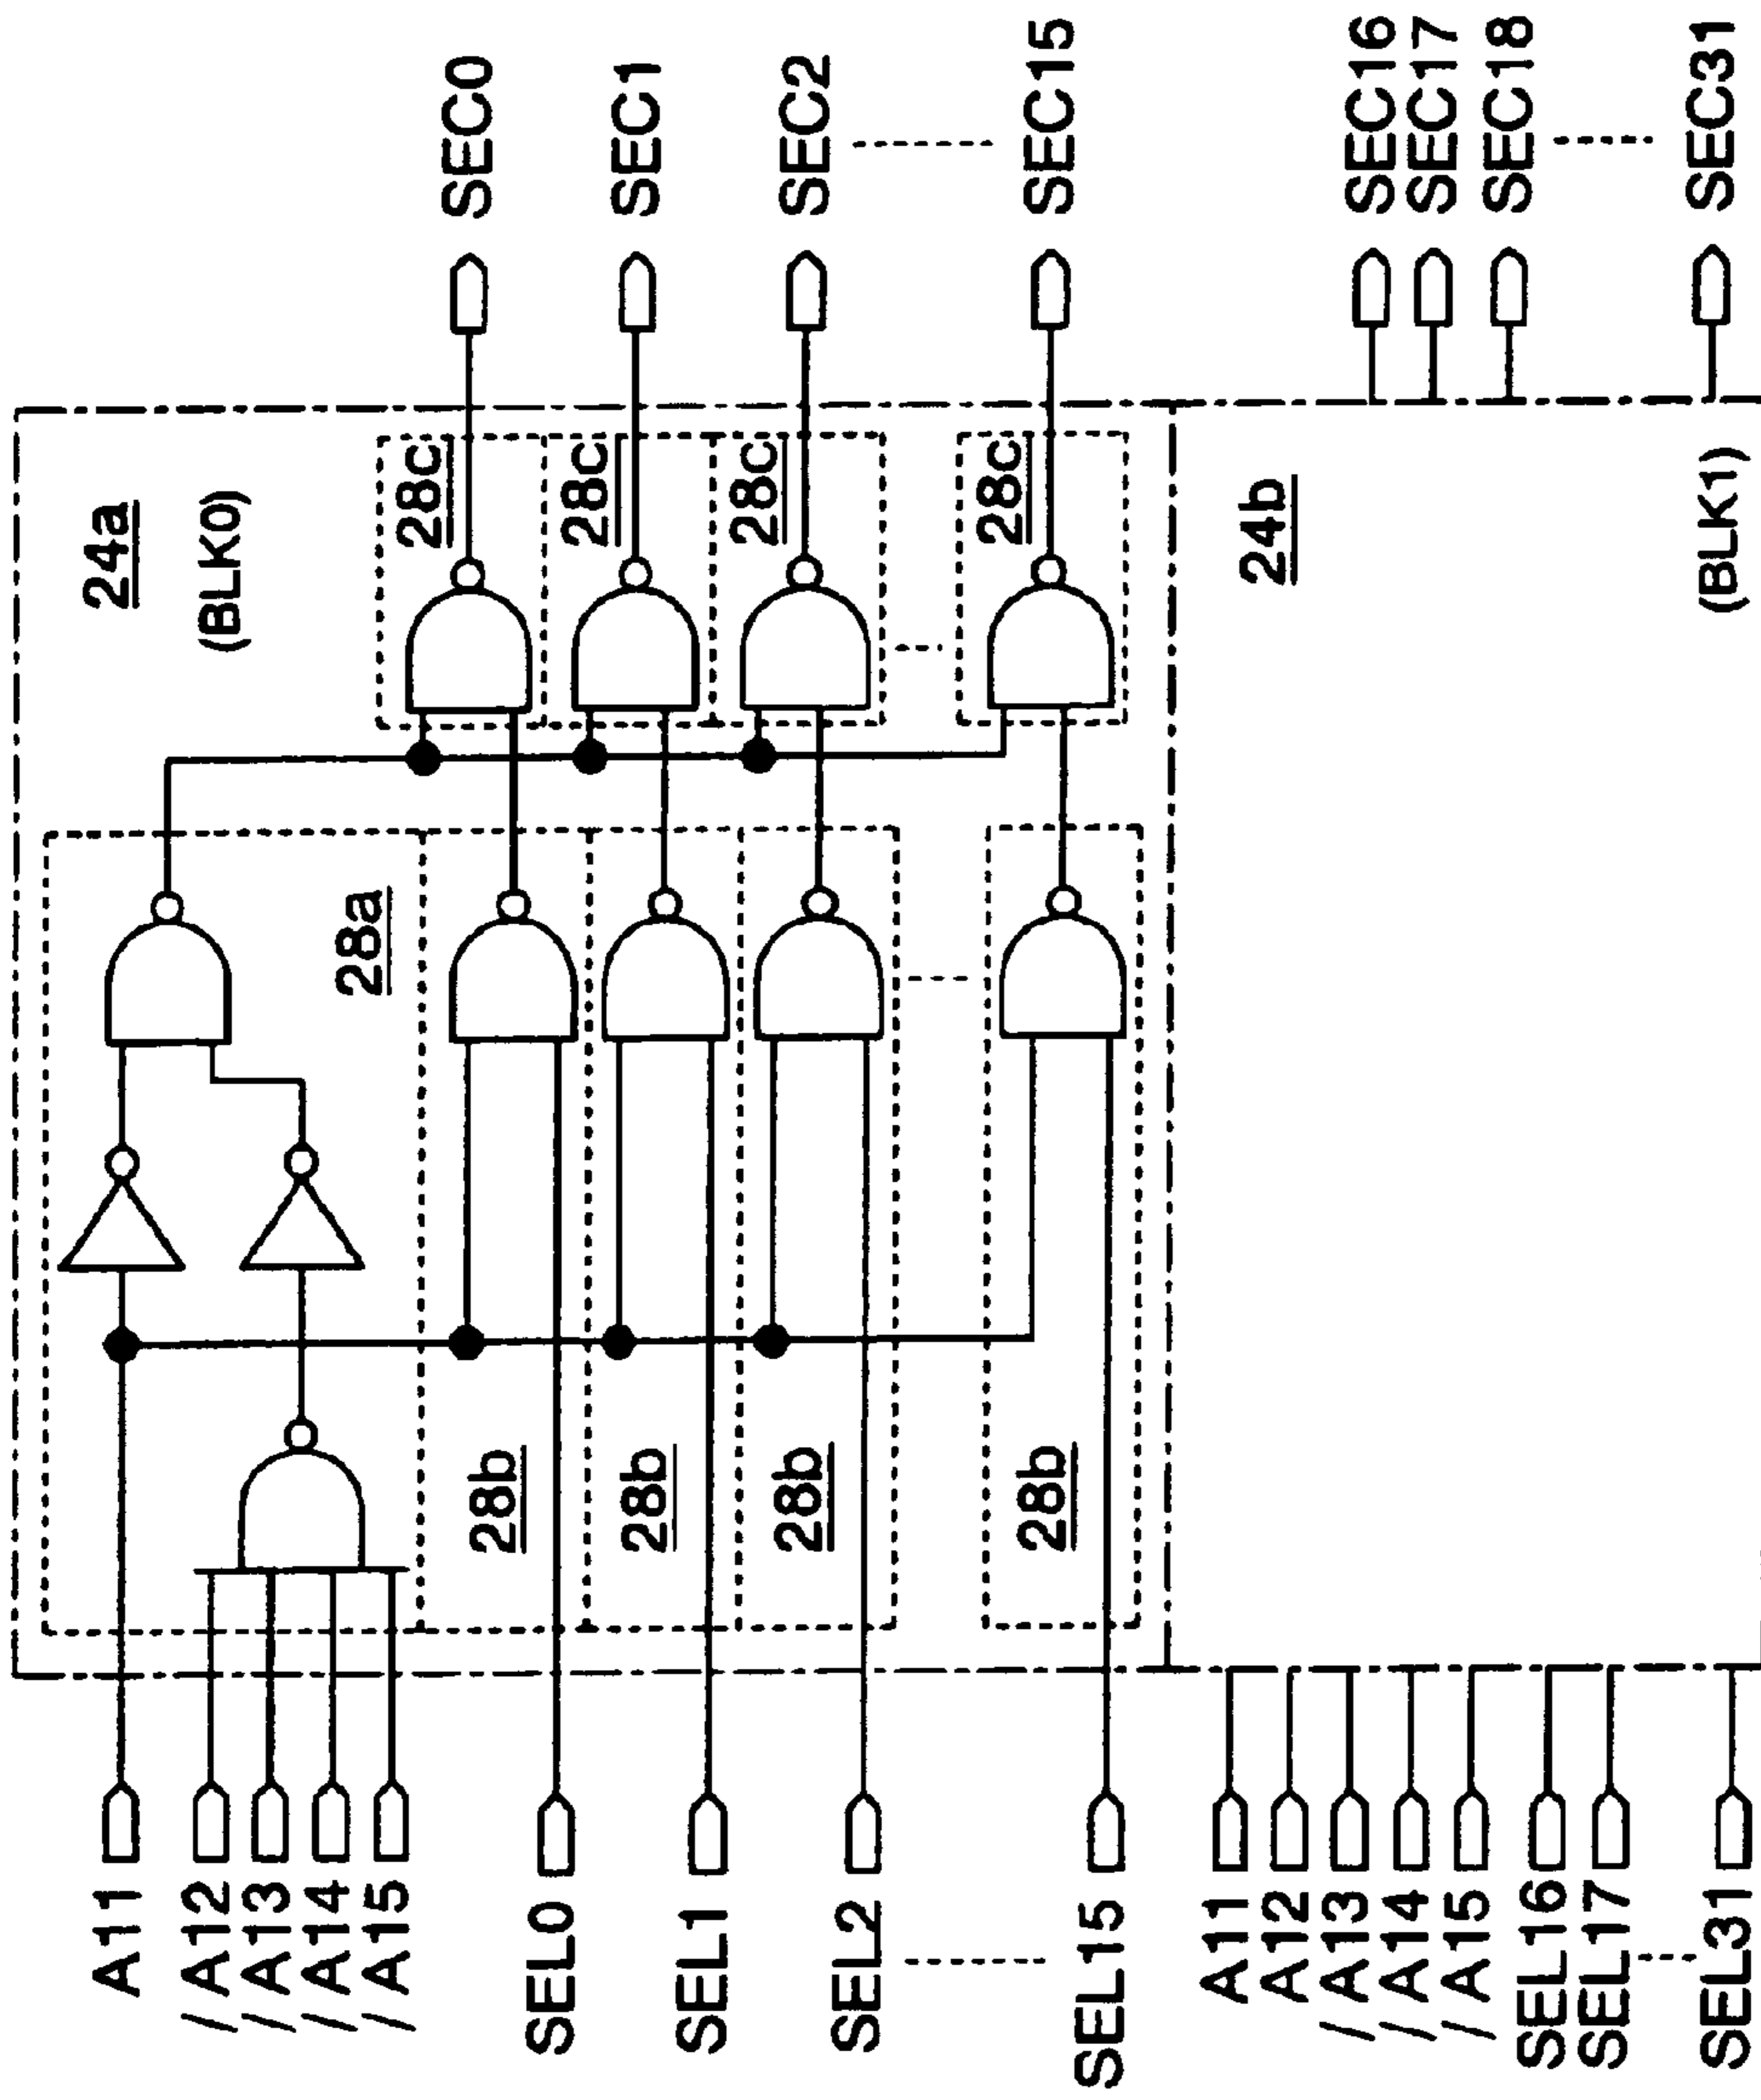 A11
/A12
/A13
/A14
/A15
SEL0
SEL1
SEL2
SEL15
A11
A12
/A13
/A14
/A15
SEL16
SEL17
SEL31
28a
28b
28b
28b
28b
24a
(BLK0)
28c
28c
28c
28c
24b
(BLK1)
SEC0
SEC1
SEC2
SEC15
SEC16
SEC17
SEC18
SEC31